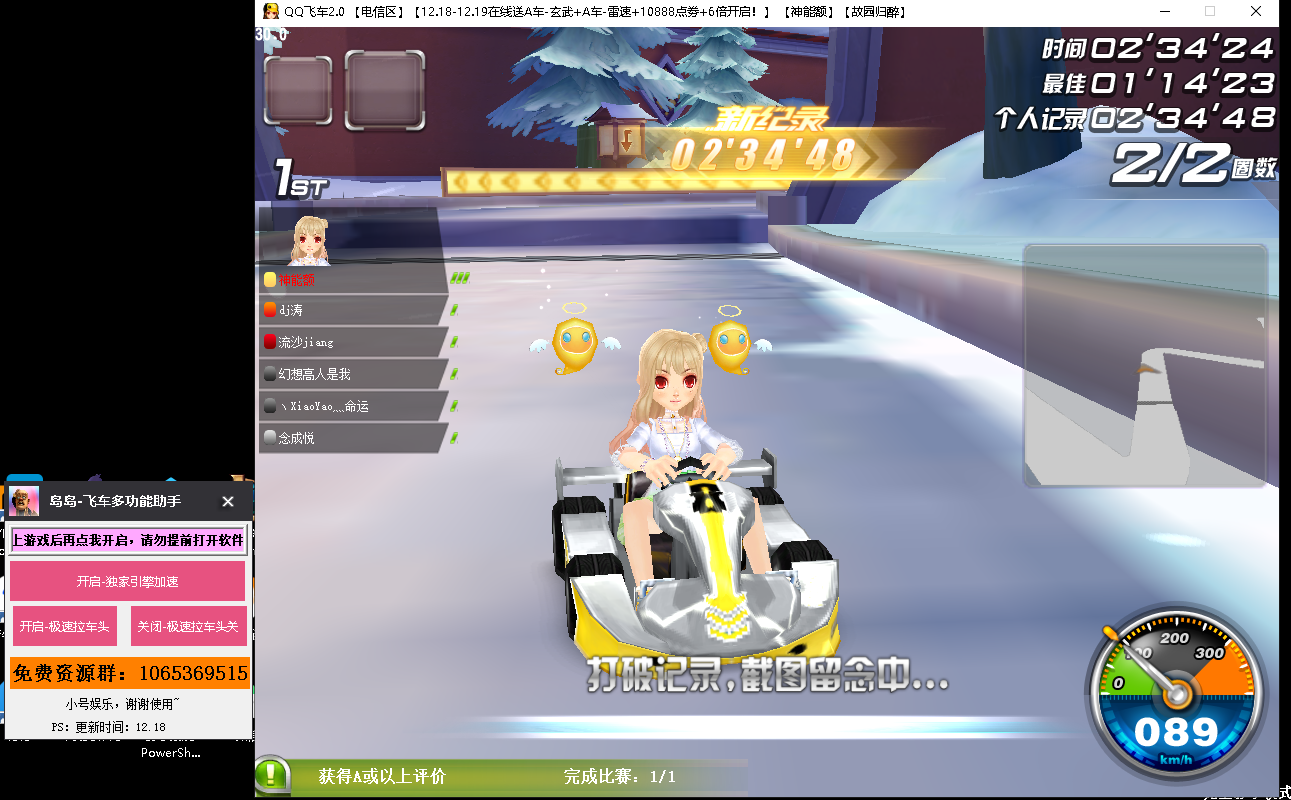 QQ飞车2.0 【电信区】【12.18-12.19在线送A车-玄武+A车-雷速+10888点券+6倍开启！】 【神能额】【故园归醉】
30.0
时间 02'34'24
最佳 01'14'23
个人记录 02'34'48
2/2 圈数
新纪录
02'34'48
1ST
神能额
dj涛
流沙jiang
幻想高人是我
丶XiaoYao灬命运
念成悦
岛岛-飞车多功能助手
上游戏后再点我开启，请勿提前打开软件
开启-独家引擎加速
开启-极速拉车头
关闭-极速拉车头关
免费资源群：1065369515
小号娱乐，谢谢使用~
PS：更新时间：12.18
PowerSh...
打破记录,截图留念中...
0
100
200
300
089
km/h
获得A或以上评价
完成比赛：1/1